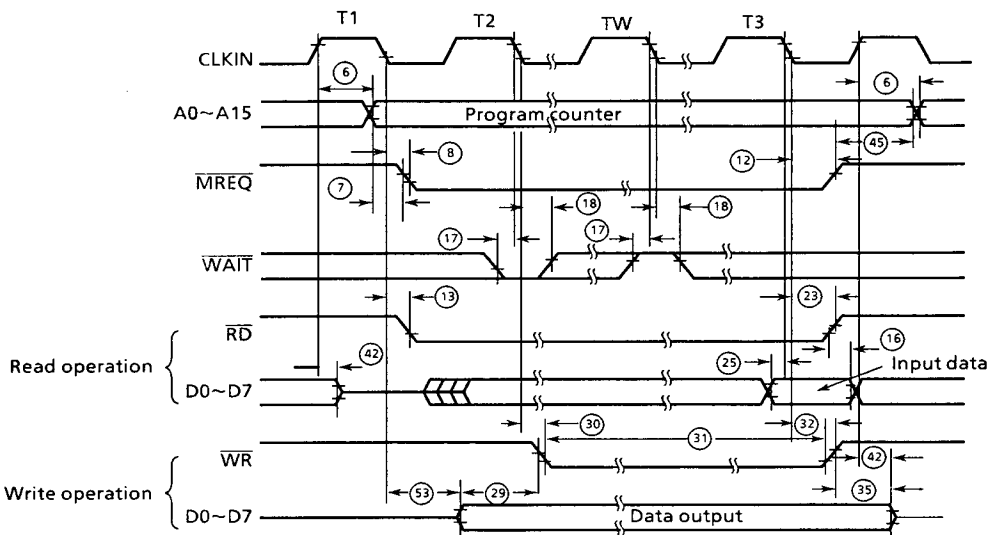 T1 T2 TW T3
CLKIN
6 6
A0~A15 Program counter
45
8 12
MREQ
7
18 18
17 17
WAIT
13 23
RD
16
Read operation
42 25 Input data
D0~D7
30 31 32
WR
42
Write operation
53 29 35
D0~D7 Data output